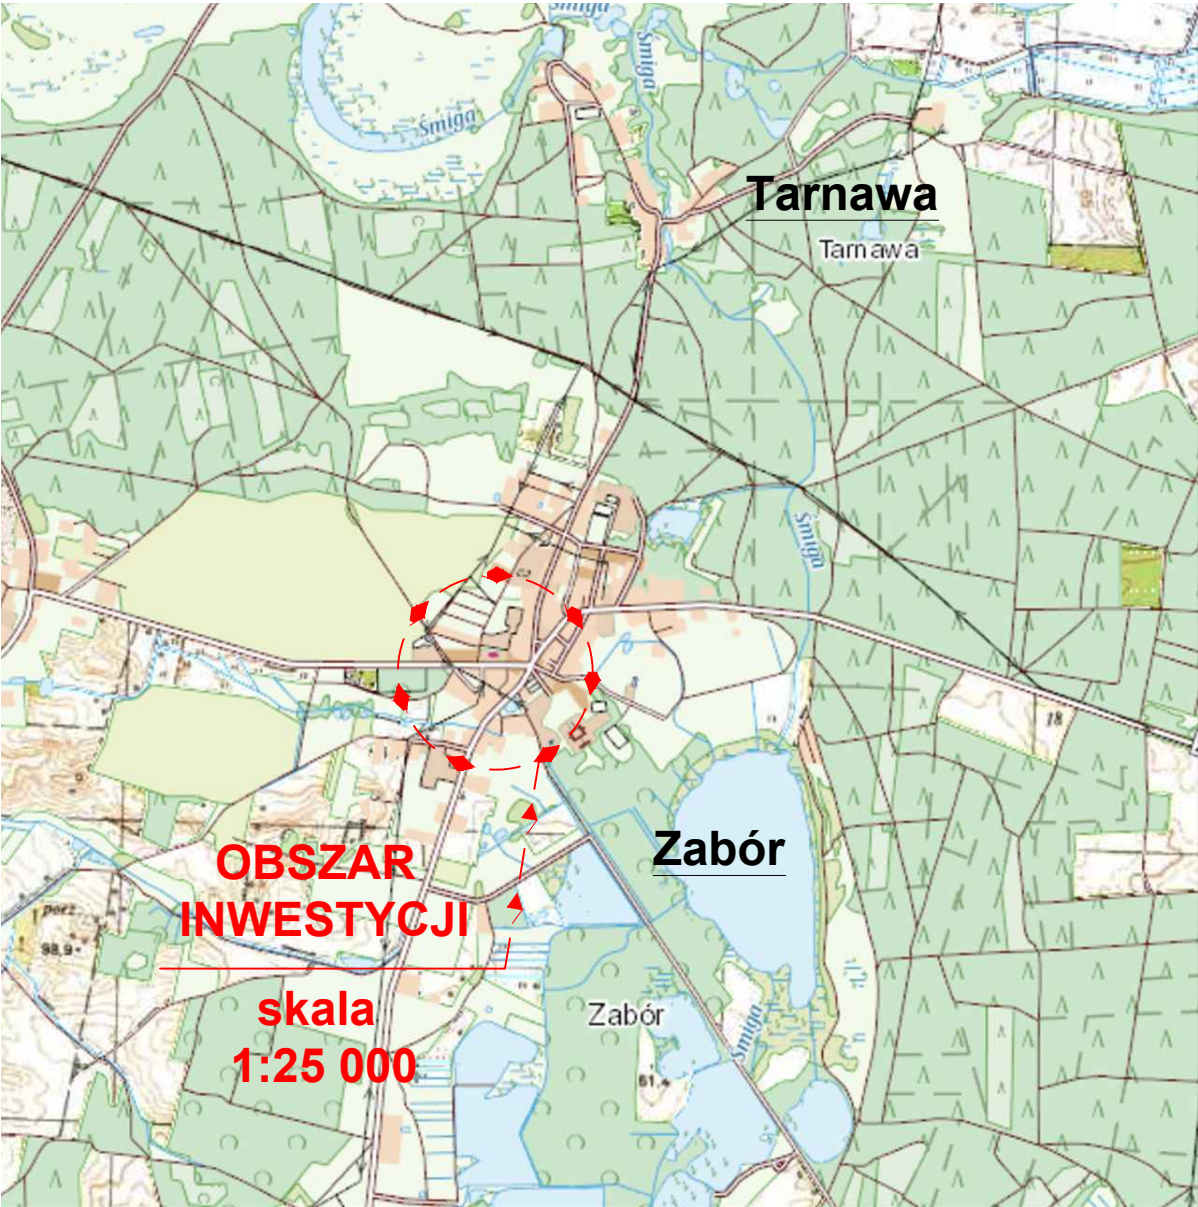 Śmiga
Śmiga
Śmiga
Tarnawa
Tarnawa
Śmiga
18
Zabór
OBSZAR
INWESTYCJI
98,9
skala
1:25 000
Zabór
Śmiga
61.4